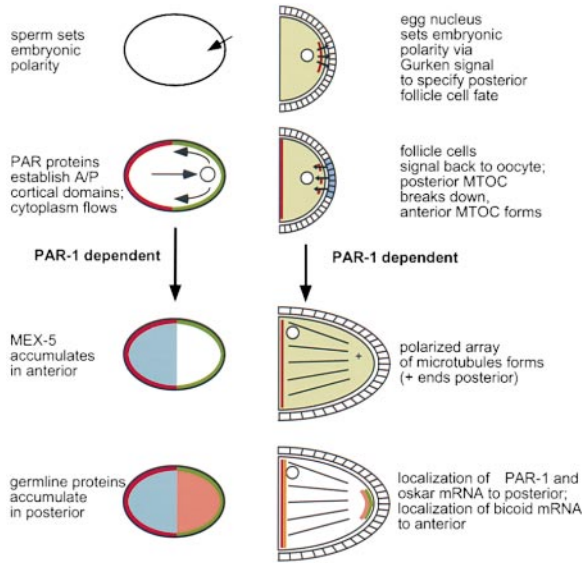 sperm sets
embryonic
polarity
egg nucleus
sets embryonic
polarity via
Gurken signal
to specify posterior
follicle cell fate
PAR proteins
establish A/P
cortical domains;
cytoplasm flows
follicle cells
signal back to oocyte;
posterior MTOC
breaks down,
anterior MTOC forms
PAR-1 dependent
PAR-1 dependent
MEX-5
accumulates
in anterior
+
polarized array
of microtubules forms
(+ ends posterior)
germline proteins
accumulate
in posterior
localization of PAR-1 and
oskar mRNA to posterior;
localization of bicoid mRNA
to anterior